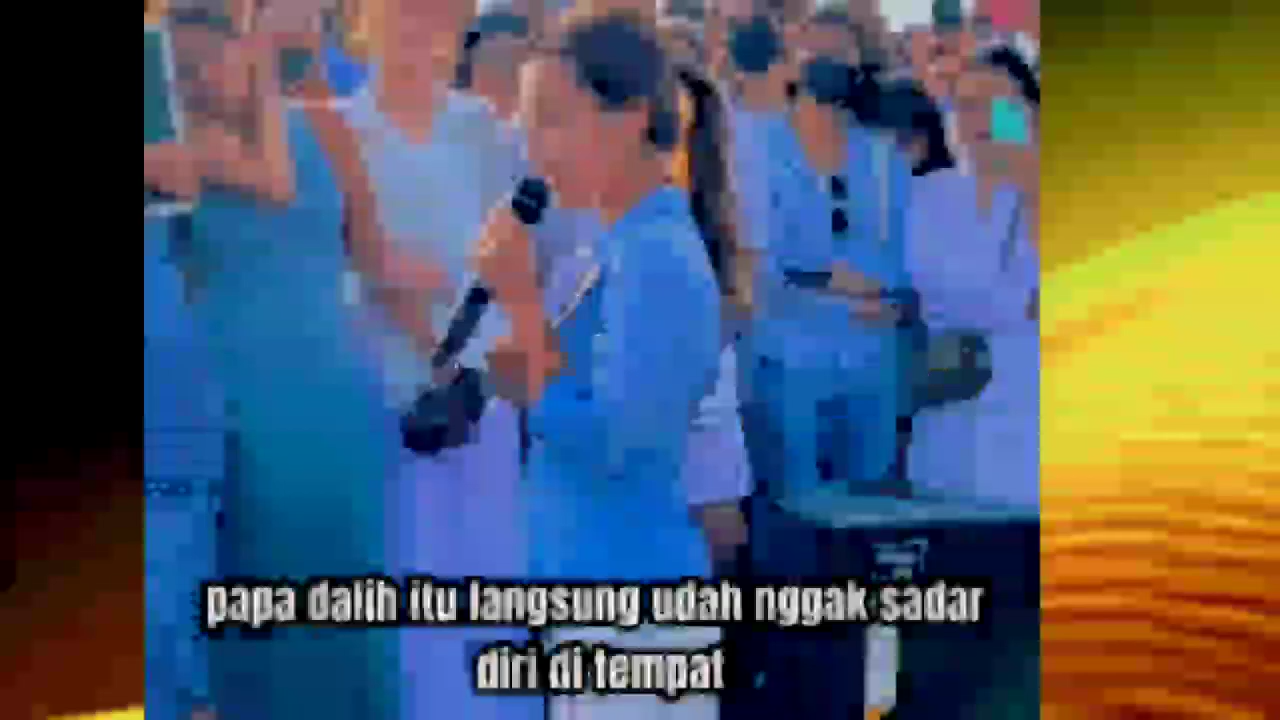 papa dalih itu langsung udah nggak sadar
diri di tempat